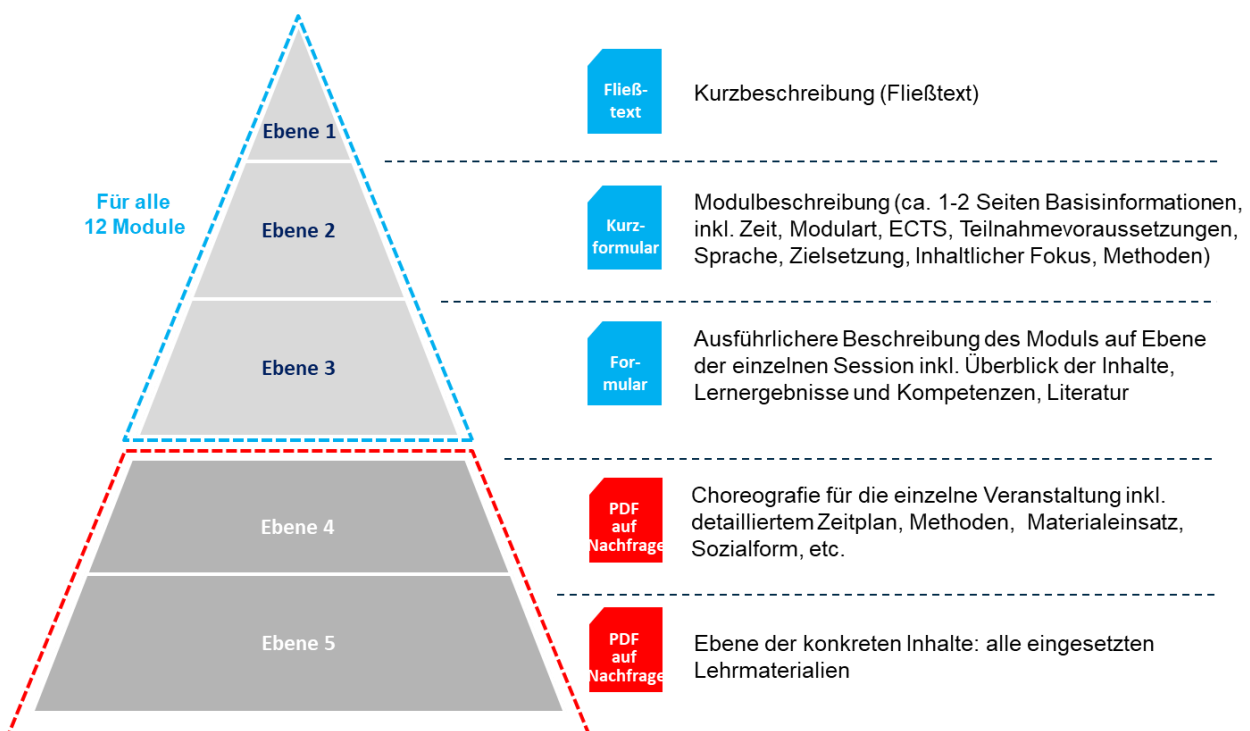 Fließ-
text
Kurzbeschreibung (Fließtext)
Ebene 1
Für alle
12 Module
Ebene 2
Kurz-
formular
Modulbeschreibung (ca. 1-2 Seiten Basisinformationen,
inkl. Zeit, Modulart, ECTS, Teilnahmevoraussetzungen,
Sprache, Zielsetzung, Inhaltlicher Fokus, Methoden)
Ebene 3
For-
mular
Ausführlichere Beschreibung des Moduls auf Ebene
der einzelnen Session inkl. Überblick der Inhalte,
Lernergebnisse und Kompetenzen, Literatur
Ebene 4
PDF
auf
Nachfrage
Choreografie für die einzelne Veranstaltung inkl.
detailliertem Zeitplan, Methoden, Materialeinsatz,
Sozialform, etc.
Ebene 5
PDF
auf
Nachfrage
Ebene der konkreten Inhalte: alle eingesetzten
Lehrmaterialien